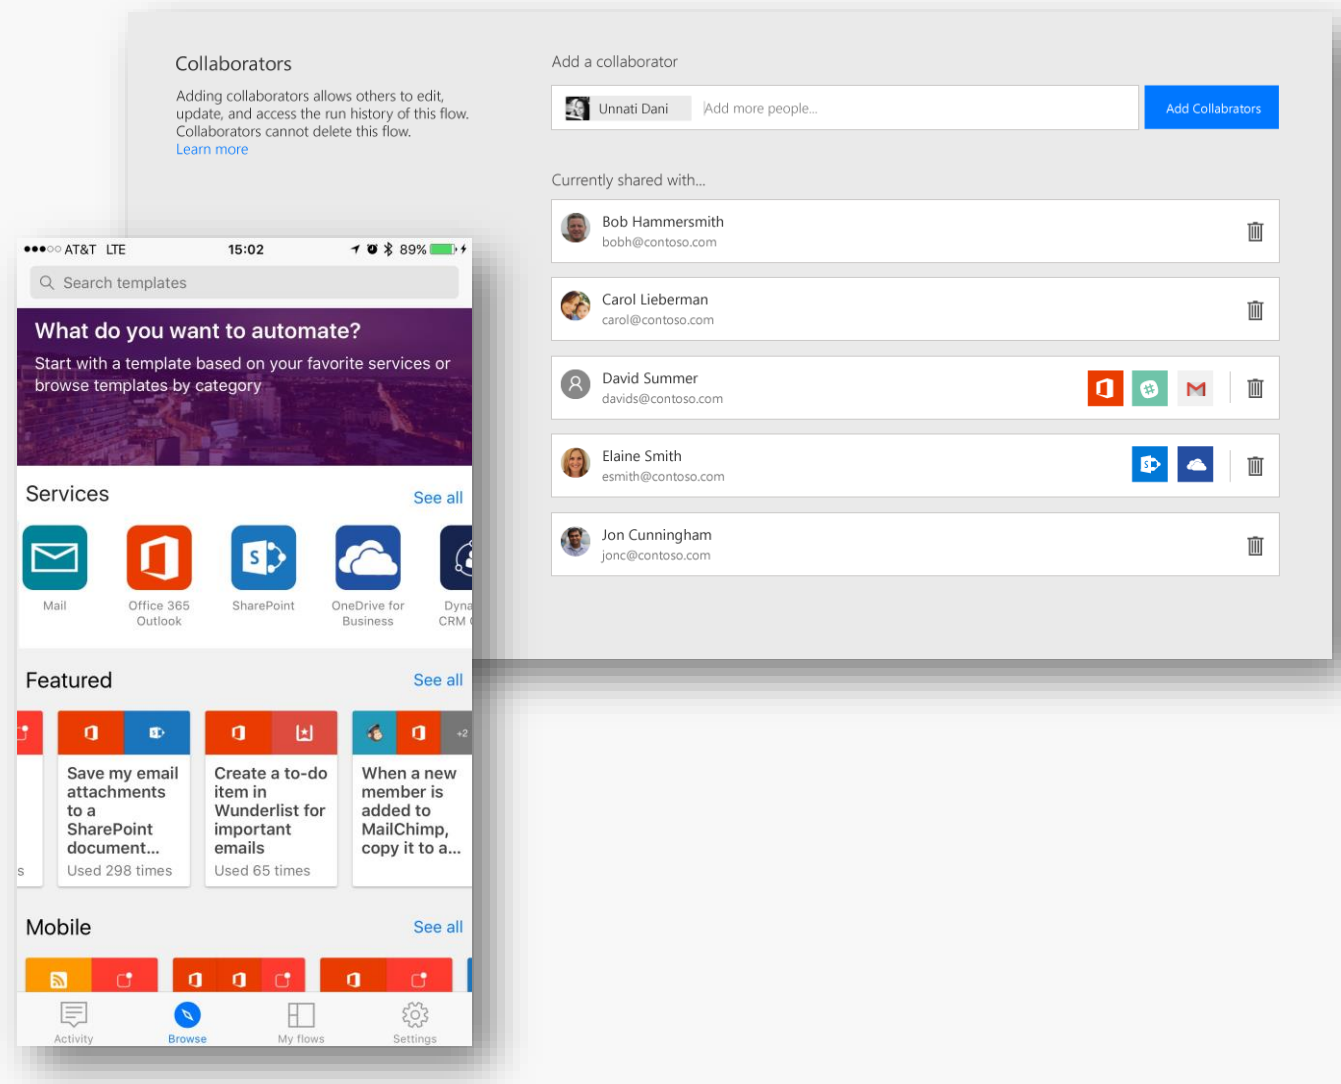 Collaborators
Adding collaborators allows others to edit,
update, and access the run history of this flow.
Collaborators cannot delete this flow.
Learn more
Add a collaborator
Unnati Dani
Add more people...
Add Collabrators
Currently shared with...
Bob Hammersmith
bobh@contoso.com
Carol Lieberman
carol@contoso.com
David Summer
davids@contoso.com
Elaine Smith
esmith@contoso.com
Jon Cunningham
jonc@contoso.com
AT&T LTE 15:02 89%
Search templates
What do you want to automate?
Start with a template based on your favorite services or
browse templates by category
Services See all
Mail
Office 365
Outlook
SharePoint
OneDrive for
Business
Dyna
CRM
Featured See all
+2
Save my email
attachments
to a
SharePoint
document...
Used 298 times
Create a to-do
item in
Wunderlist for
important
emails
Used 65 times
When a new
member is
added to
MailChimp,
copy it to a...
s
Mobile See all
Activity
Browse
My flows
Settings